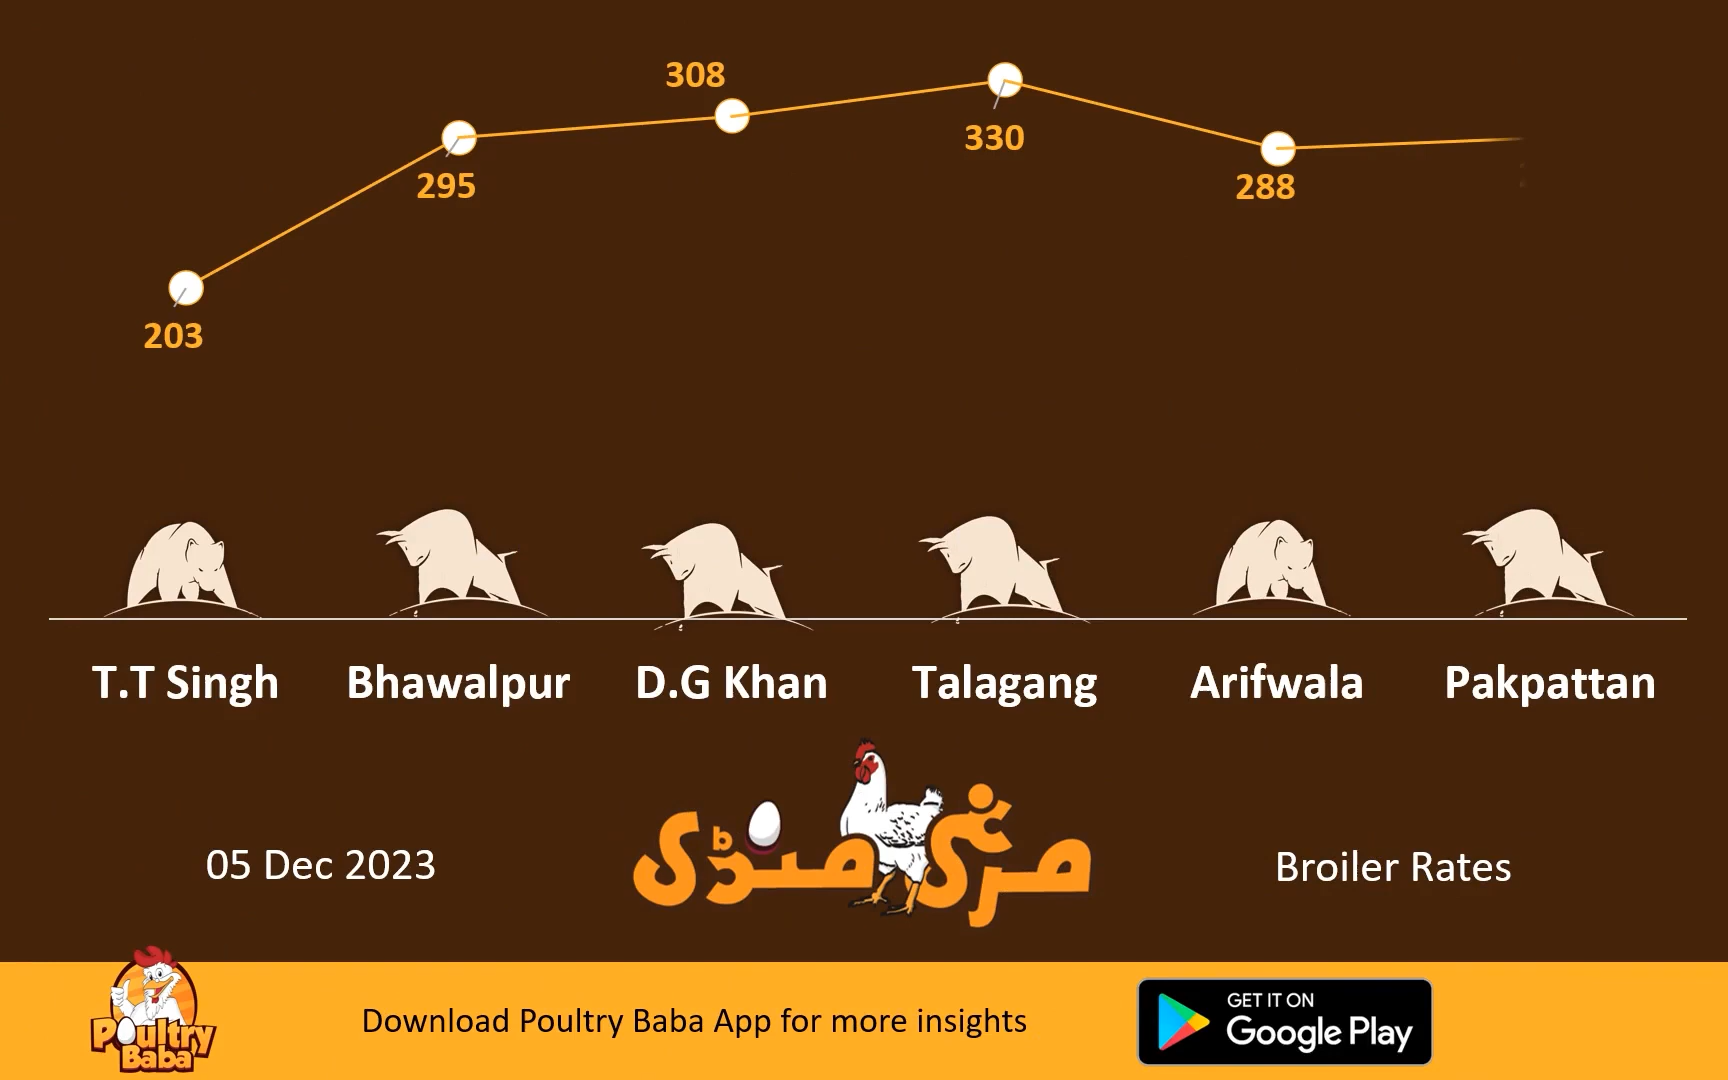 308
330
295
288
203
T.T Singh
Bhawalpur
D.G Khan
Talagang
Arifwala
Pakpattan
05 Dec 2023
مرغی منڈی
Broiler Rates
Poultry
Baba
Download Poultry Baba App for more insights
GET IT ON
Google Play